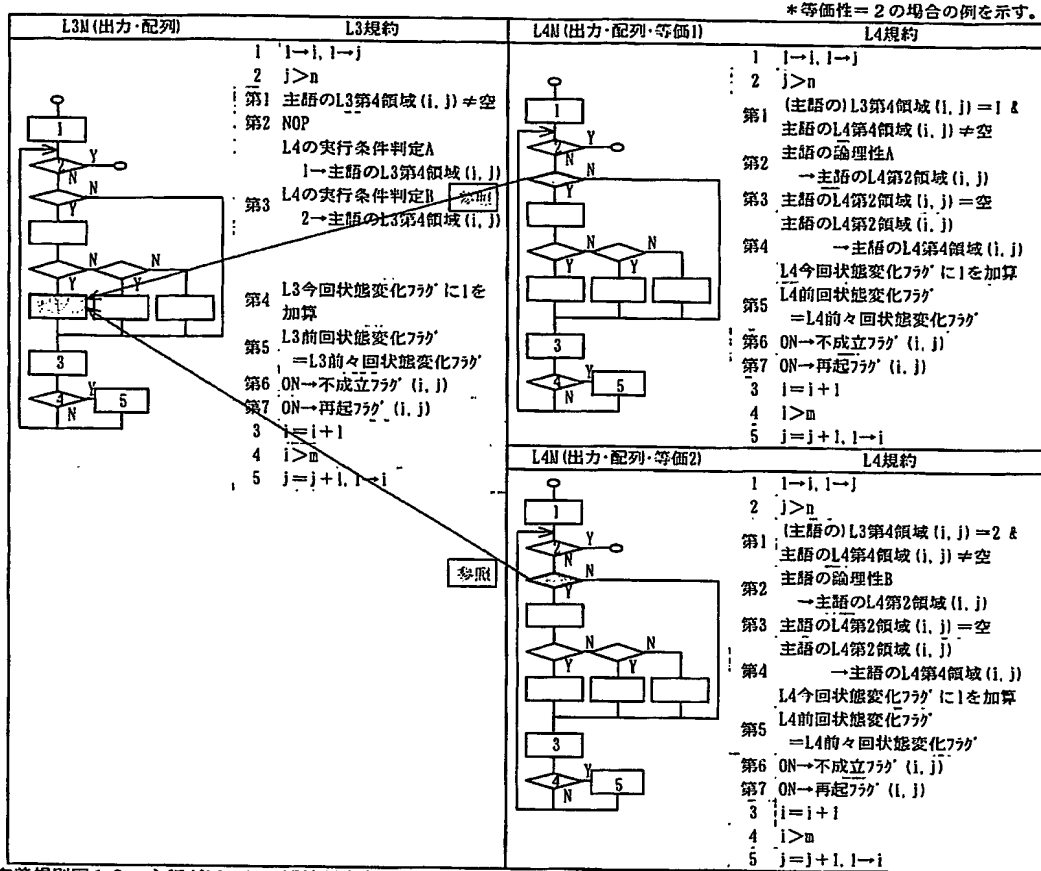 *等価性=2の場合の例を示す。
L3M(出力・配列) L3規約
1 1→i, 1→j
2 j>n
第1 主語のL3第4領域(i, j)≠空
第2 NOP
L4の実行条件判定A
1→主語のL3第4領域(i, j)
第3 L4の実行条件判定B
2→主語のL3第4領域(i, j)
第4 L3今回状態変化フラグに1を
加算
第5 L3前回状態変化フラグ
=L3前々回状態変化フラグ
第6 ON→不成立フラグ(i, j)
第7 ON→再起フラグ(i, j)
3 i=i+1
4 i>m
5 j=j+1, 1→i
1
2 Y
N
N
Y
N N
Y Y
3
4 Y 5
N
参照
参照
L4M(出力・配列・等価1) L4規約
1 1→i, 1→j
2 j>n
第1 (主語の)L3第4領域(i, j)=1 &
主語のL4第4領域(i, j)≠空
第2 主語の論理性A
→主語のL4第2領域(i, j)
第3 主語のL4第2領域(i, j)=空
主語のL4第2領域(i, j)
第4 →主語のL4第4領域(i, j)
L4今回状態変化フラグに1を加算
第5 L4前回状態変化フラグ
=L4前々回状態変化フラグ
第6 ON→不成立フラグ(i, j)
第7 ON→再起フラグ(i, j)
3 i=i+1
4 i>m
5 j=j+1, 1→i
1
2 Y
N
N
Y
N N
Y Y
3
4 Y 5
N
L4M(出力・配列・等価2) L4規約
1 1→i, 1→j
2 j>n
第1 (主語の)L3第4領域(i, j)=2 &
主語のL4第4領域(i, j)≠空
第2 主語の論理性B
→主語のL4第2領域(i, j)
第3 主語のL4第2領域(i, j)=空
主語のL4第2領域(i, j)
第4 →主語のL4第4領域(i, j)
L4今回状態変化フラグに1を加算
第5 L4前回状態変化フラグ
=L4前々回状態変化フラグ
第6 ON→不成立フラグ(i, j)
第7 ON→再起フラグ(i, j)
3 i=i+1
4 i>m
5 j=j+1, 1→i
1
2 Y
N
N
Y
N N
Y Y
3
4 Y 5
N